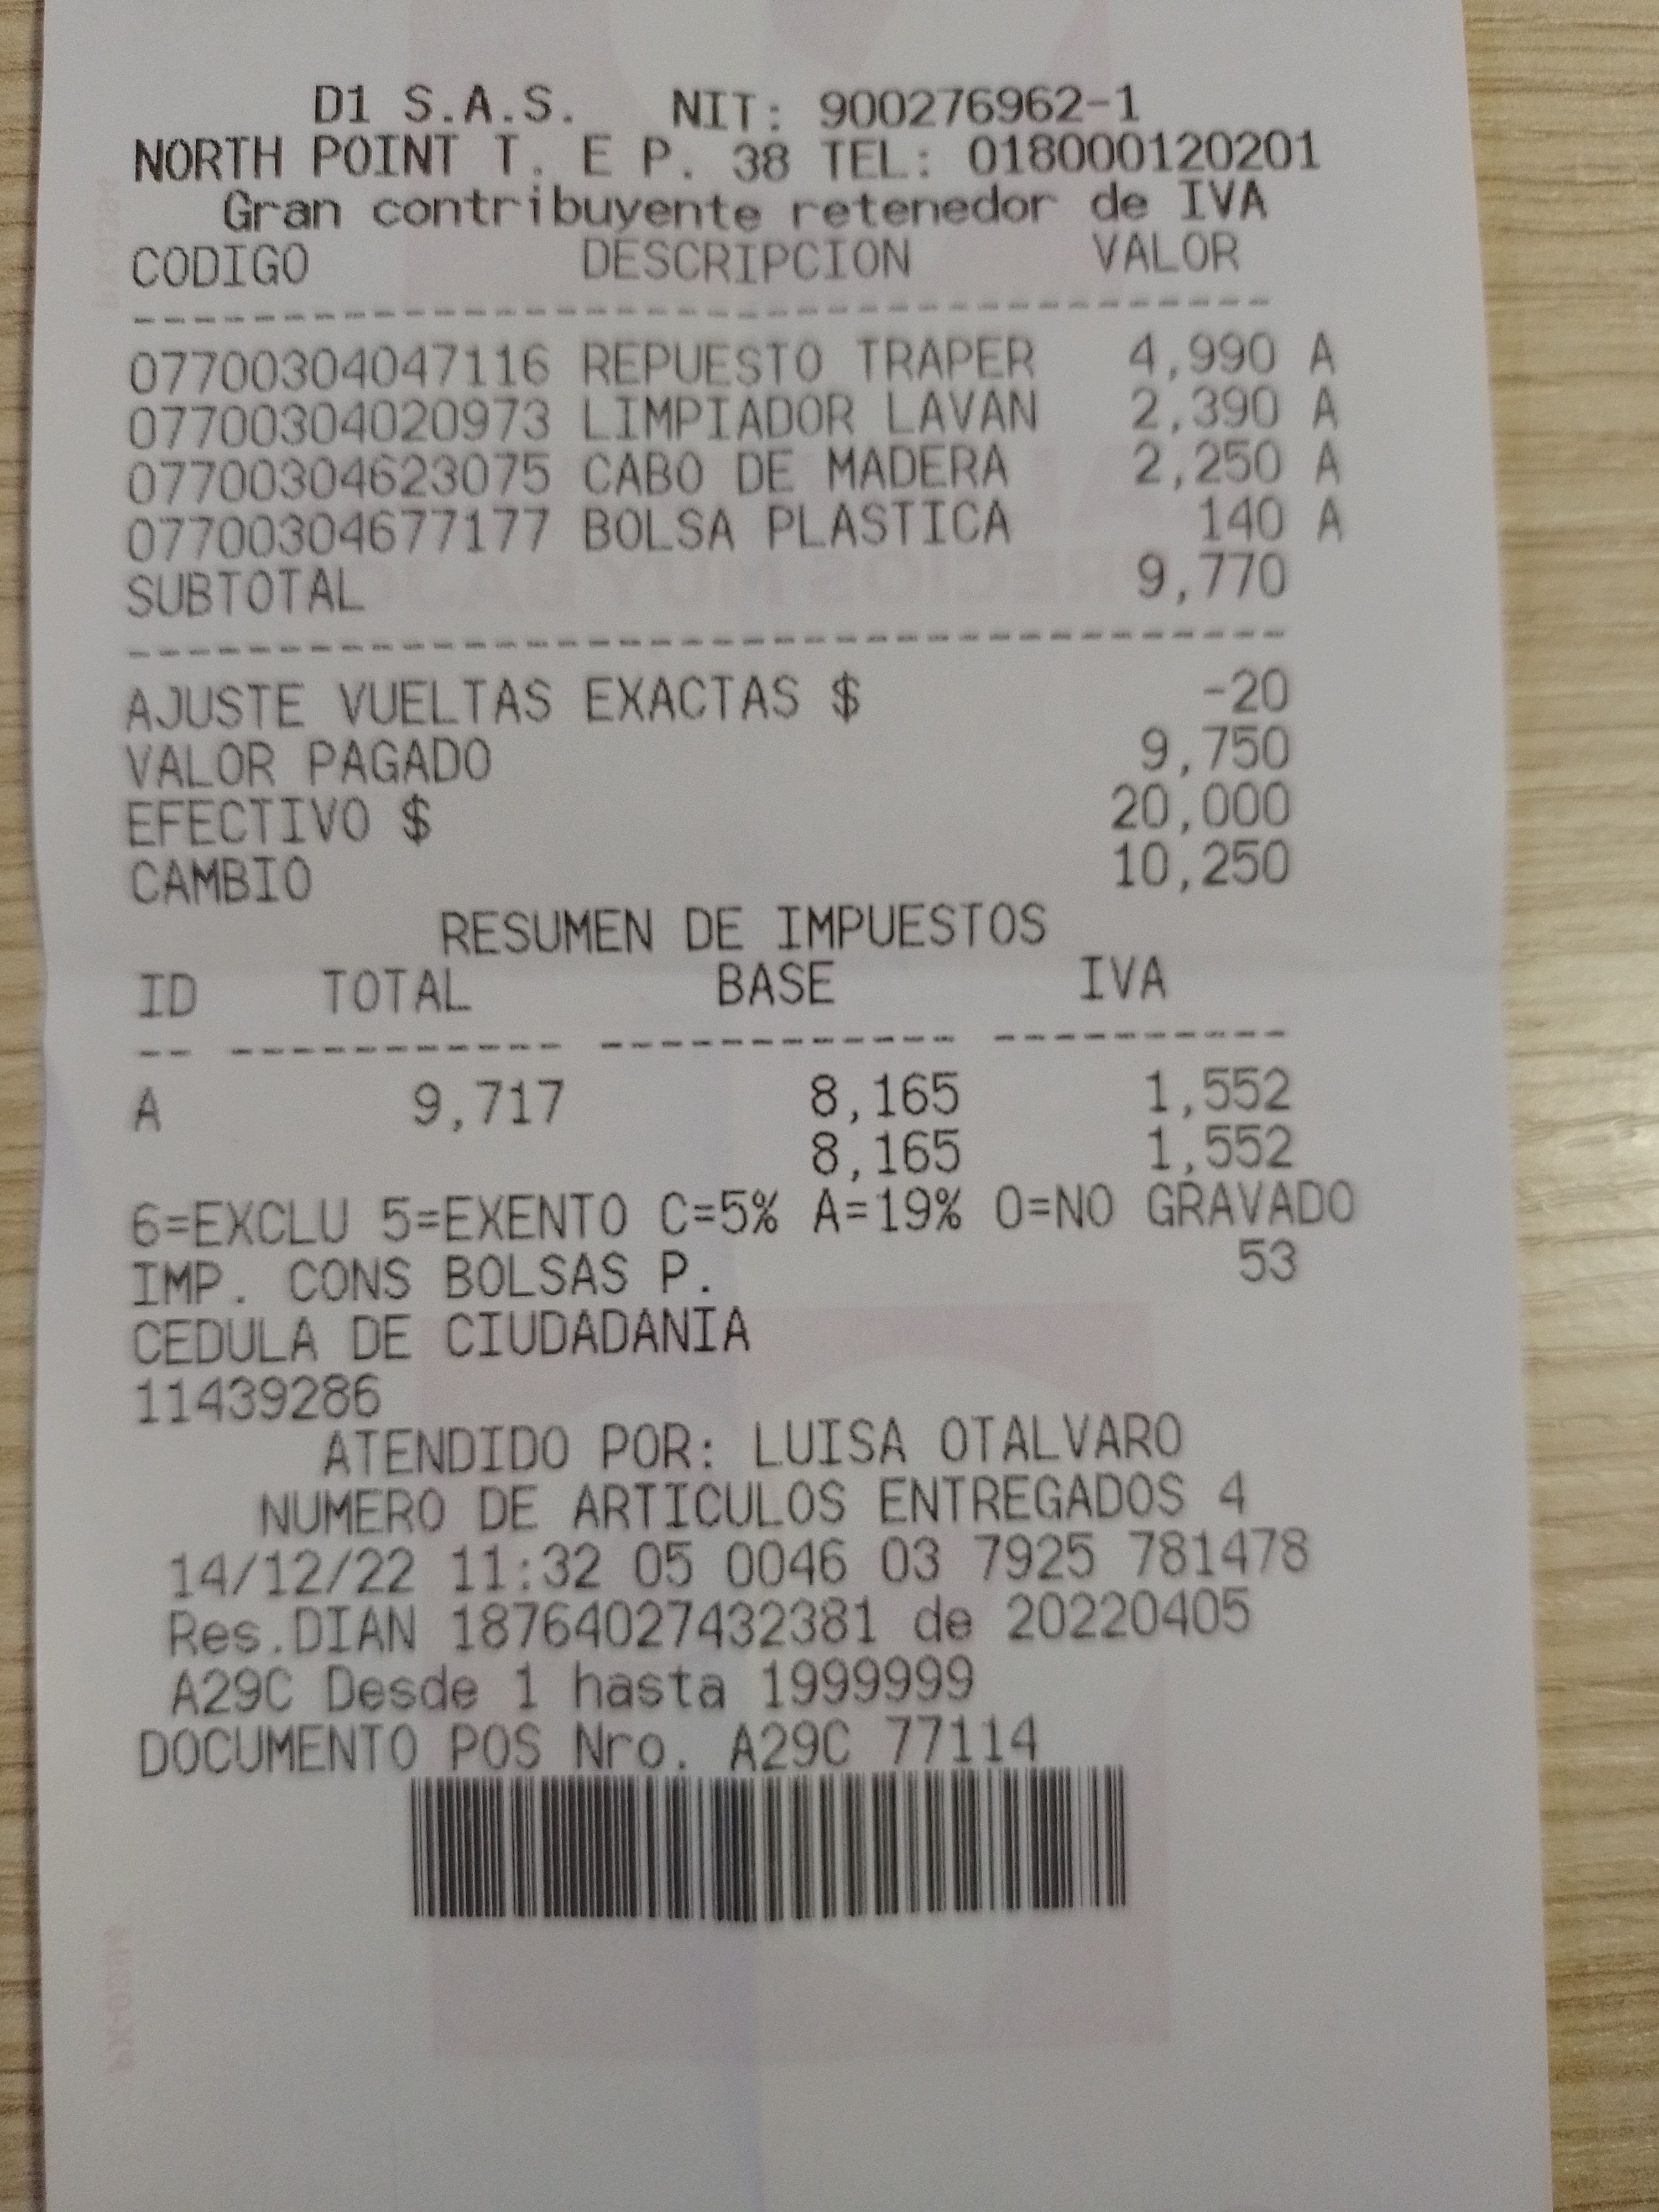 D1 S.A.S. NIT: 900276962-1
NORTH POINT T. E P. 38 TEL: 018000120201
Gran contribuyente retenedor de IVA
CODIGO DESCRIPCION VALOR
07700304047116 REPUESTO TRAPER 4,990 A
07700304020973 LIMPIADOR LAVAN 2,390 A
07700304623075 CABO DE MADERA 2,250 A
07700304677177 BOLSA PLASTICA 140 A
SUBTOTAL 9,770
AJUSTE VUELTAS EXACTAS $ -20
VALOR PAGADO 9,750
EFECTIVO $ 20,000
CAMBIO 10,250
RESUMEN DE IMPUESTOS
ID TOTAL BASE IVA
A 9,717 8,165 1,552
8,165 1,552
6=EXCLU 5=EXENTO C=5% A=19% 0=NO GRAVADO
IMP. CONS BOLSAS P. 53
CEDULA DE CIUDADANIA
11439286
ATENDIDO POR: LUISA OTALVARO
NUMERO DE ARTICULOS ENTREGADOS 4
14/12/22 11:32 05 0046 03 7925 781478
Res.DIAN 18764027432381 de 20220405
A29C Desde 1 hasta 1999999
DOCUMENTO POS Nro. A29C 77114